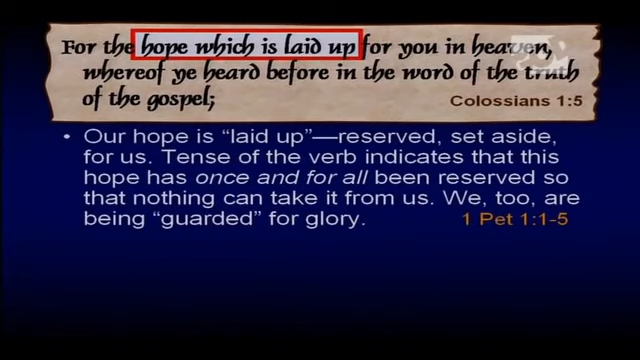 For the hope which is laid up for you in heaven,
whereof ye heard before in the word of the truth
of the gospel;
Colossians 1:5
• Our hope is “laid up”—reserved, set aside,
for us. Tense of the verb indicates that this
hope has once and for all been reserved so
that nothing can take it from us. We, too, are
being “guarded” for glory.
1 Pet 1:1-5